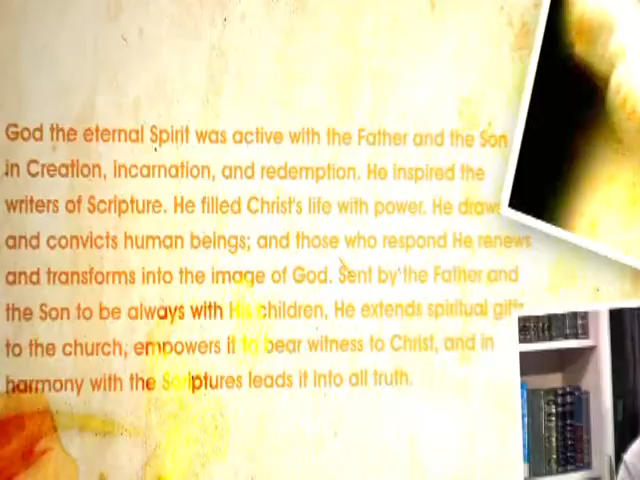 God the eternal Spirit was active with the Father and the Son
in Creation, incarnation, and redemption. He inspired the
writers of Scripture. He filled Christ's life with power. He draws
and convicts human beings; and those who respond He renews
and transforms into the image of God. Sent by the Father and
the Son to be always with His children, He extends spiritual gifts
to the church, empowers it to bear witness to Christ, and in
harmony with the Scriptures leads it into all truth.